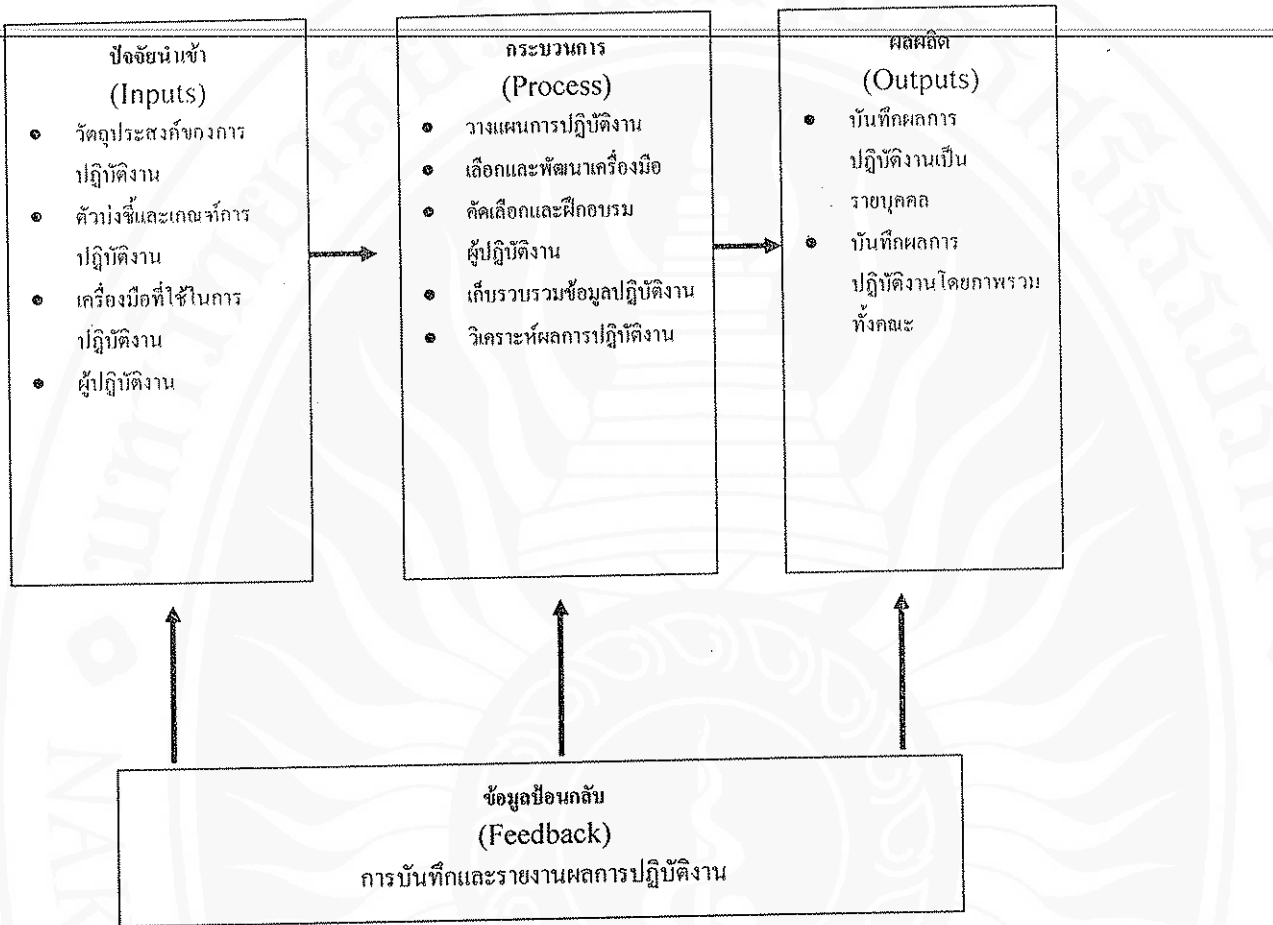 ปัจจัยนำเข้า
(Inputs)
● วัตถุประสงค์ของการ
ปฏิบัติงาน
● ตัวบ่งชี้และเกณฑ์การ
ปฏิบัติงาน
● เครื่องมือที่ใช้ในการ
ปฏิบัติงาน
● ผู้ปฏิบัติงาน
กระบวนการ
(Process)
● วางแผนการปฏิบัติงาน
● เลือกและพัฒนาเครื่องมือ
● คัดเลือกและฝึกอบรม
ผู้ปฏิบัติงาน
● เก็บรวบรวมข้อมูลปฏิบัติงาน
● วิเคราะห์ผลการปฏิบัติงาน
ผลผลิต
(Outputs)
● บันทึกผลการ
ปฏิบัติงานเป็น
รายบุคคล
● บันทึกผลการ
ปฏิบัติงานโดยภาพรวม
ทั้งคณะ
ข้อมูลป้อนกลับ
(Feedback)
การบันทึกและรายงานผลการปฏิบัติงาน